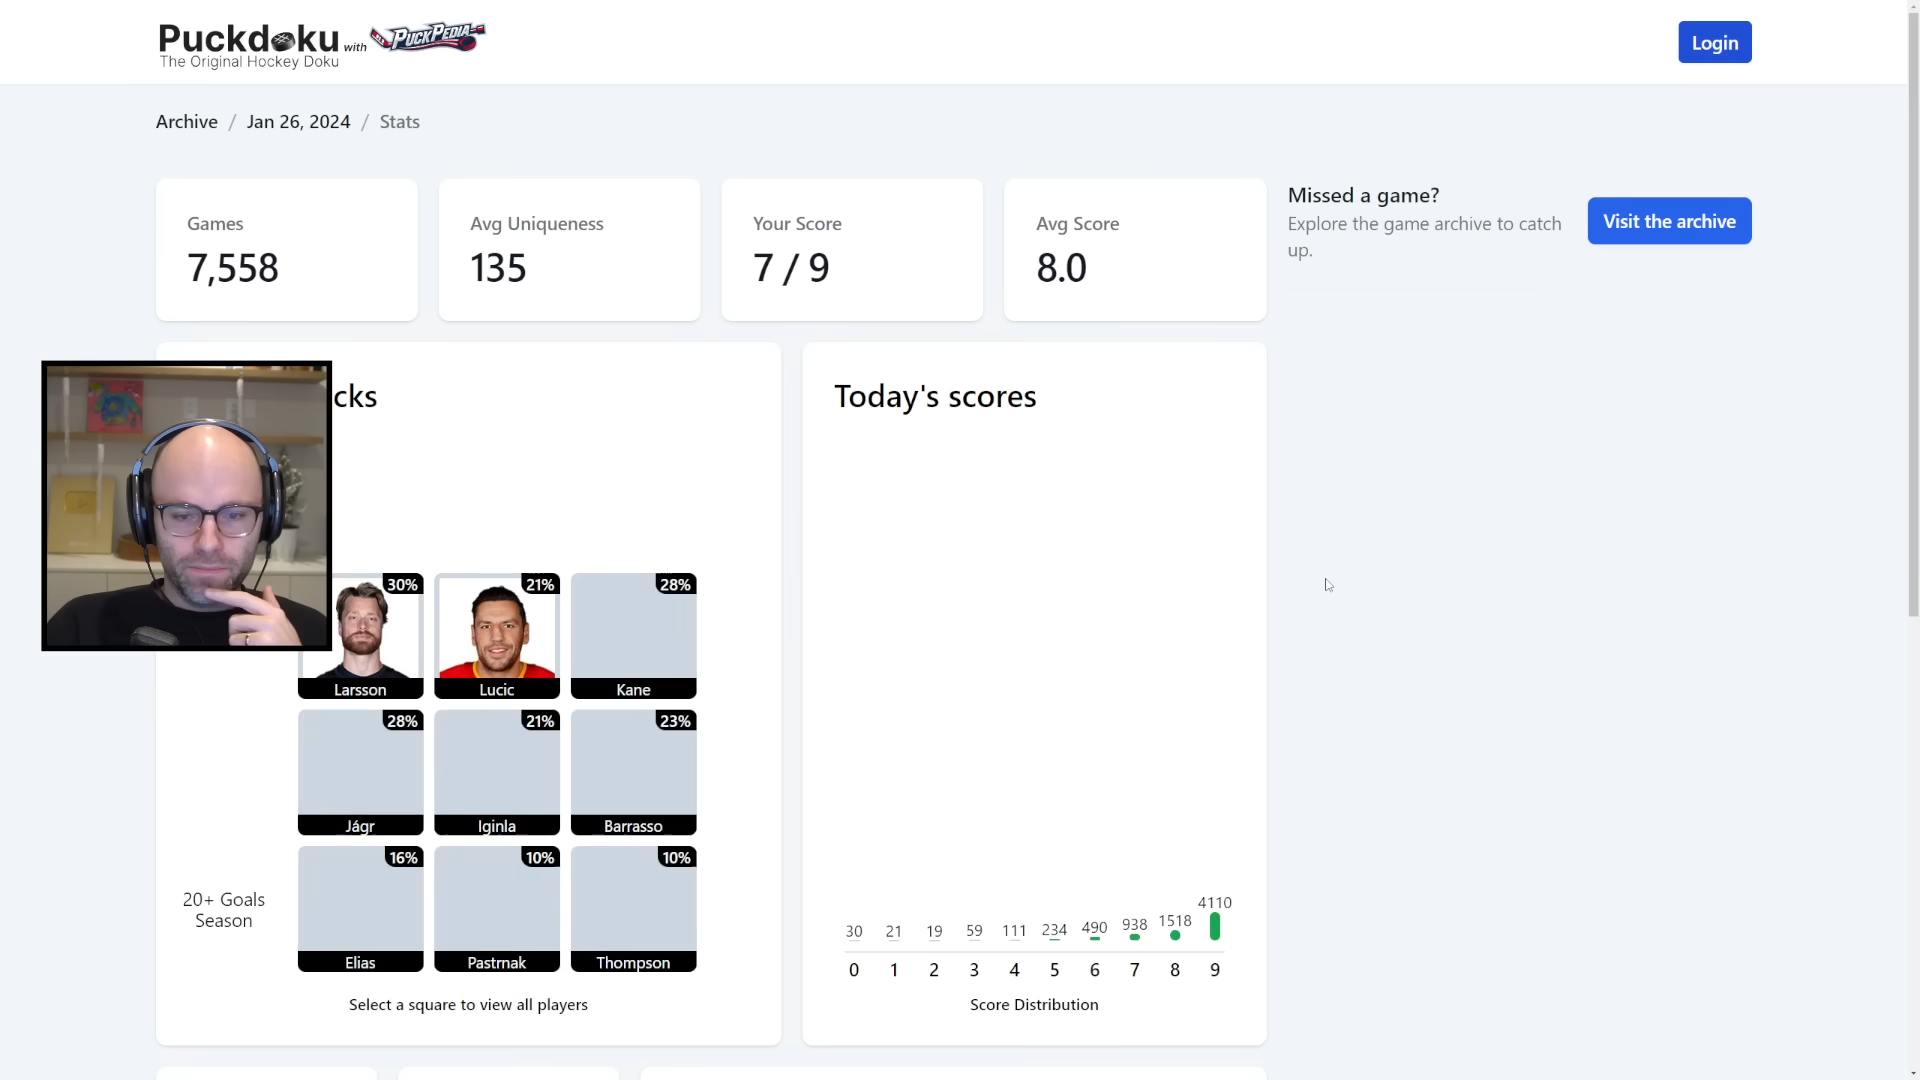 Puckdoku with PUCKPEDIA
The Original Hockey Doku
Login
Archive / Jan 26, 2024 / Stats
Games
7,558
Avg Uniqueness
135
Your Score
7 / 9
Avg Score
8.0
Missed a game?
Explore the game archive to catch
up.
Visit the archive
cks
30%
Larsson
21%
Lucic
28%
Kane
28%
Jágr
21%
Iginla
23%
Barrasso
20+ Goals
Season
16%
Elias
10%
Pastrnak
10%
Thompson
Select a square to view all players
Today's scores
30 21 19 59 111 234 490 938 1518 4110
0 1 2 3 4 5 6 7 8 9
Score Distribution